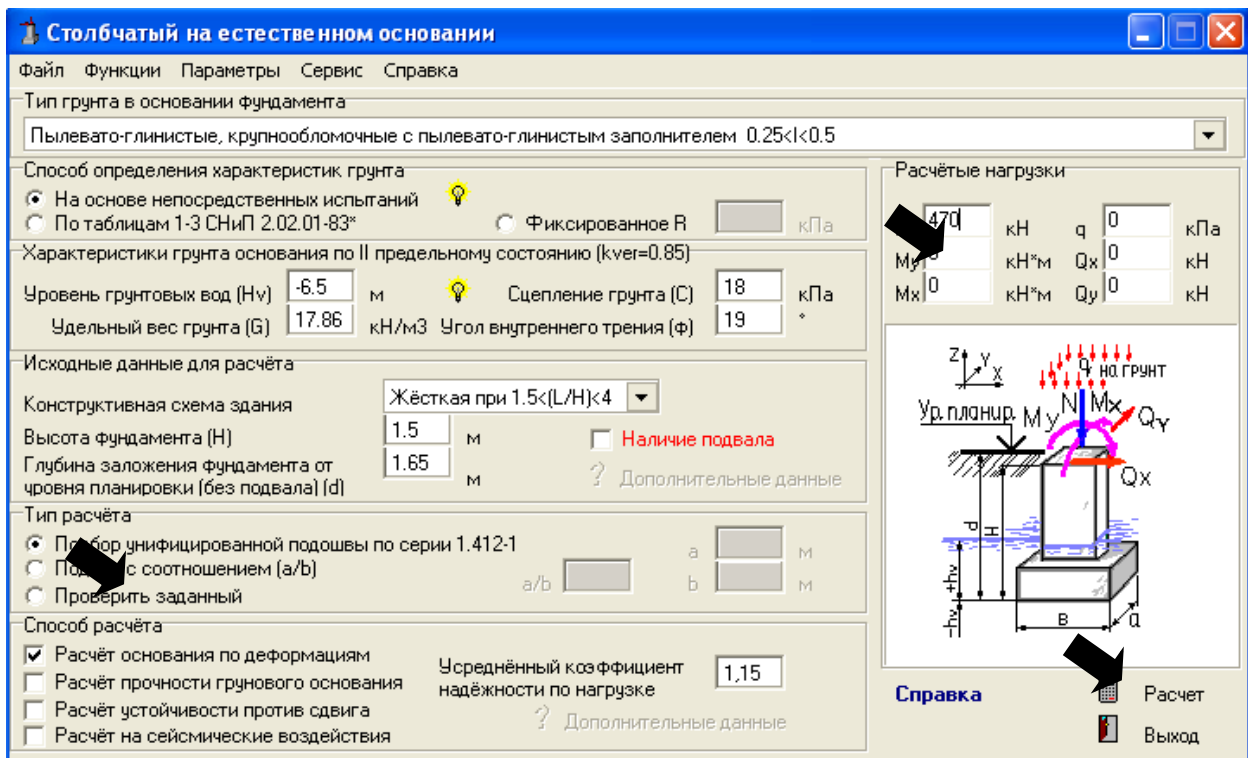 Столбчатый на естественном основании
Файл Функции Параметры Сервис Справка
Тип грунта в основании фундамента
Пылевато-глинистые, крупнообломочные с пылевато-глинистым заполнителем 0.25<I<0.5
Способ определения характеристик грунта
На основе непосредственных испытаний
По таблицам 1-3 СНиП 2.02.01-83*
Фиксированное R кПа
Характеристики грунта основания по II предельному состоянию (kver=0.85)
Уровень грунтовых вод (Hv) -6.5 м Сцепление грунта (C) 18 кПа
Удельный вес грунта (G) 17.86 кН/м3 Угол внутреннего трения (φ) 19 °
Исходные данные для расчёта
Конструктивная схема здания Жёсткая при 1.5<(L/H)<4
Высота фундамента (H) 1.5 м Наличие подвала
Глубина заложения фундамента от 1.65 м
уровня планировки (без подвала) (d)
? Дополнительные данные
Тип расчёта
унифицированной подошвы по серии 1.412-1
с соотношением (a/b)
Проверить заданный
a/b a м
b м
Способ расчёта
Расчёт основания по деформациям
Расчёт прочности грунового основания
Расчёт устойчивости против сдвига
Расчёт на сейсмические воздействия
Усреднённый коэффициент 1,15
надёжности по нагрузке
? Дополнительные данные
Расчётые нагрузки
470 кН q 0 кПа
My кН*м Qx 0 кН
Mx 0 кН*м Qy 0 кН
Z Y X
q на грунт
Ур. планир. My N Mx Qy
Qx
d H
+hv
-hv
B a
Справка
Расчет
Выход